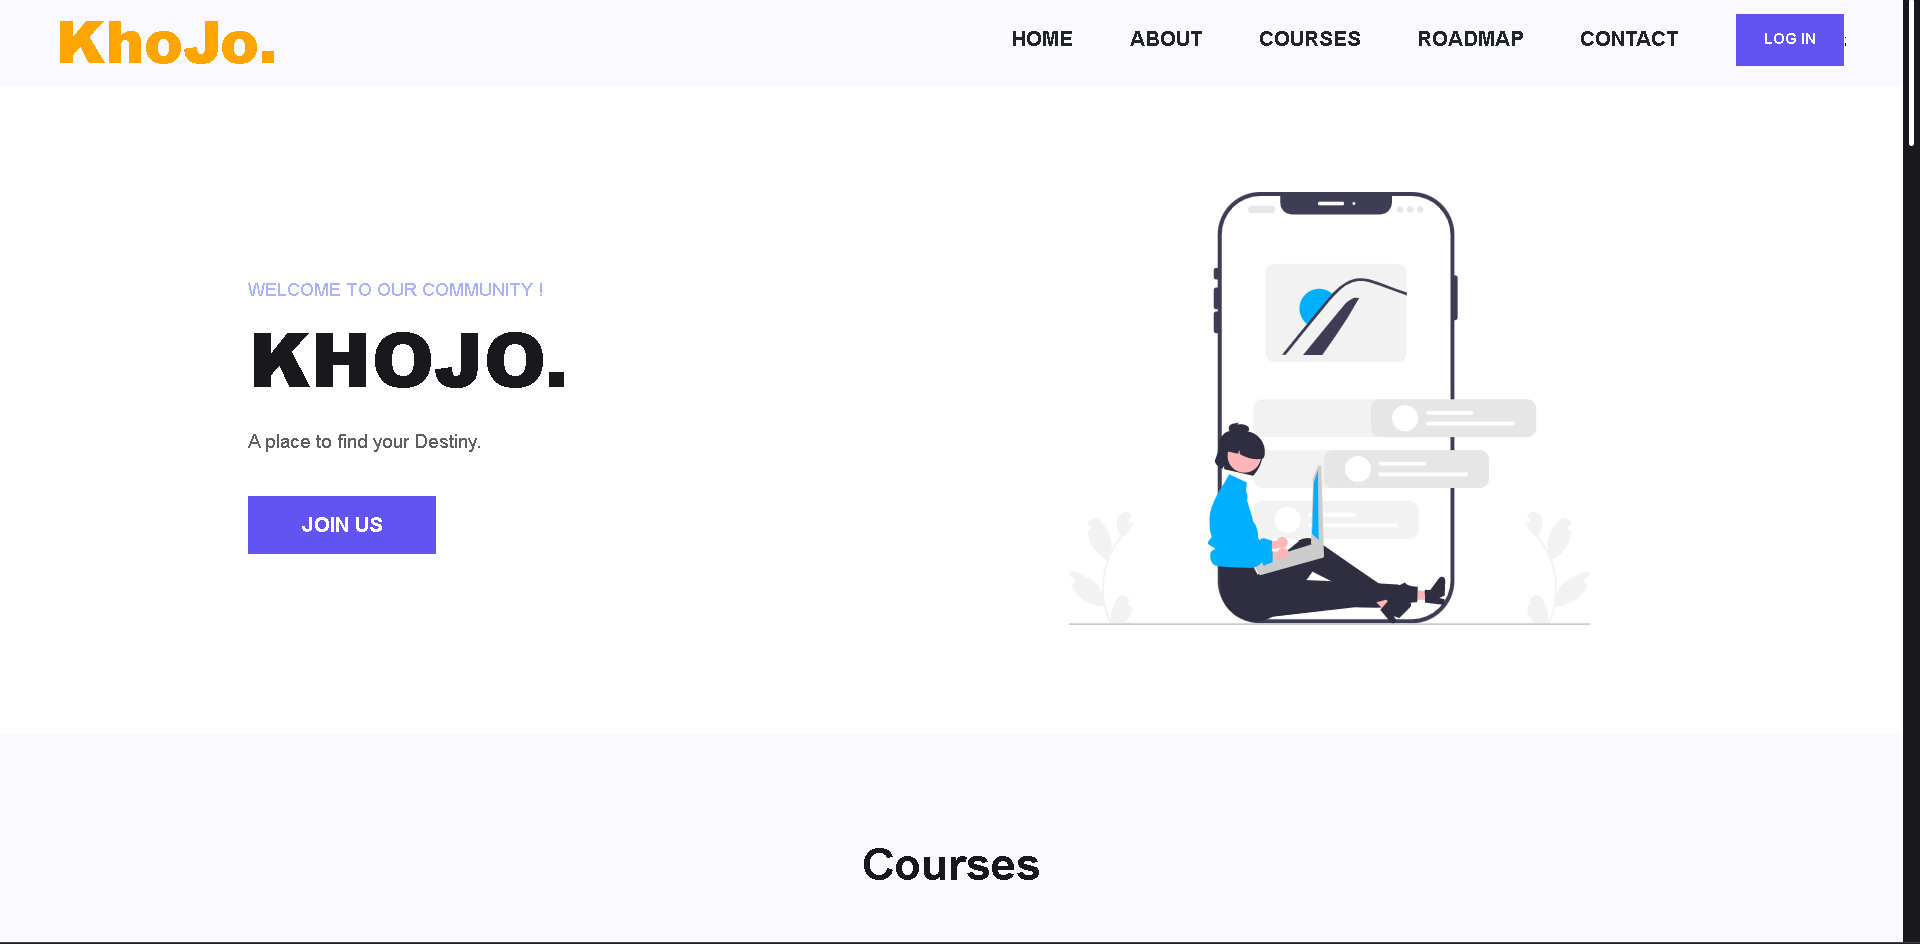 KhoJo.
HOME ABOUT COURSES ROADMAP CONTACT LOG IN ;
WELCOME TO OUR COMMUNITY !
KHOJO.
A place to find your Destiny.
JOIN US
Courses